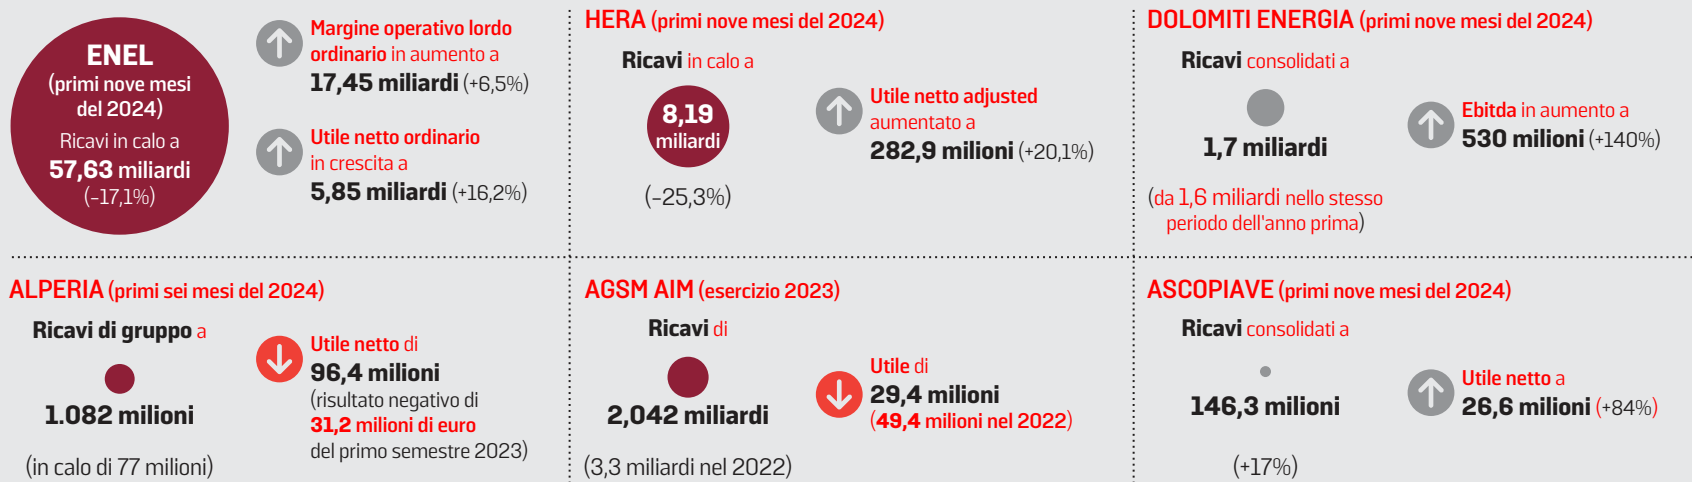 ENEL
(primi nove mesi
del 2024)
Ricavi in calo a
57,63 miliardi
(-17,1%)
Margine operativo lordo
ordinario in aumento a
17,45 miliardi (+6,5%)
Utile netto ordinario
in crescita a
5,85 miliardi (+16,2%)
HERA (primi nove mesi del 2024)
Ricavi in calo a
8,19
miliardi
(-25,3%)
Utile netto adjusted
aumentato a
282,9 milioni (+20,1%)
DOLOMITI ENERGIA (primi nove mesi del 2024)
Ricavi consolidati a
1,7 miliardi
(da 1,6 miliardi nello stesso
periodo dell'anno prima)
Ebitda in aumento a
530 milioni (+140%)
ALPERIA (primi sei mesi del 2024)
Ricavi di gruppo a
1.082 milioni
(in calo di 77 milioni)
Utile netto di
96,4 milioni
(risultato negativo di
31,2 milioni di euro
del primo semestre 2023)
AGSM AIM (esercizio 2023)
Ricavi di
2,042 miliardi
(3,3 miliardi nel 2022)
Utile di
29,4 milioni
(49,4 milioni nel 2022)
ASCOPIAVE (primi nove mesi del 2024)
Ricavi consolidati a
146,3 milioni
(+17%)
Utile netto a
26,6 milioni (+84%)